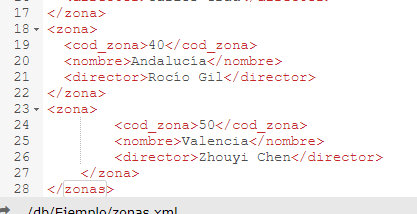 17 </zona>
18 <zona>
19 <cod_zona>40</cod_zona>
20 <nombre>Andalucía</nombre>
21 <director>Rocío Gil</director>
22 </zona>
23 <zona>
24 <cod_zona>50</cod_zona>
25 <nombre>Valencia</nombre>
26 <director>Zhouyi Chen</director>
27 </zona>
28 </zonas>
/db/Ejemplo/zonas.xml